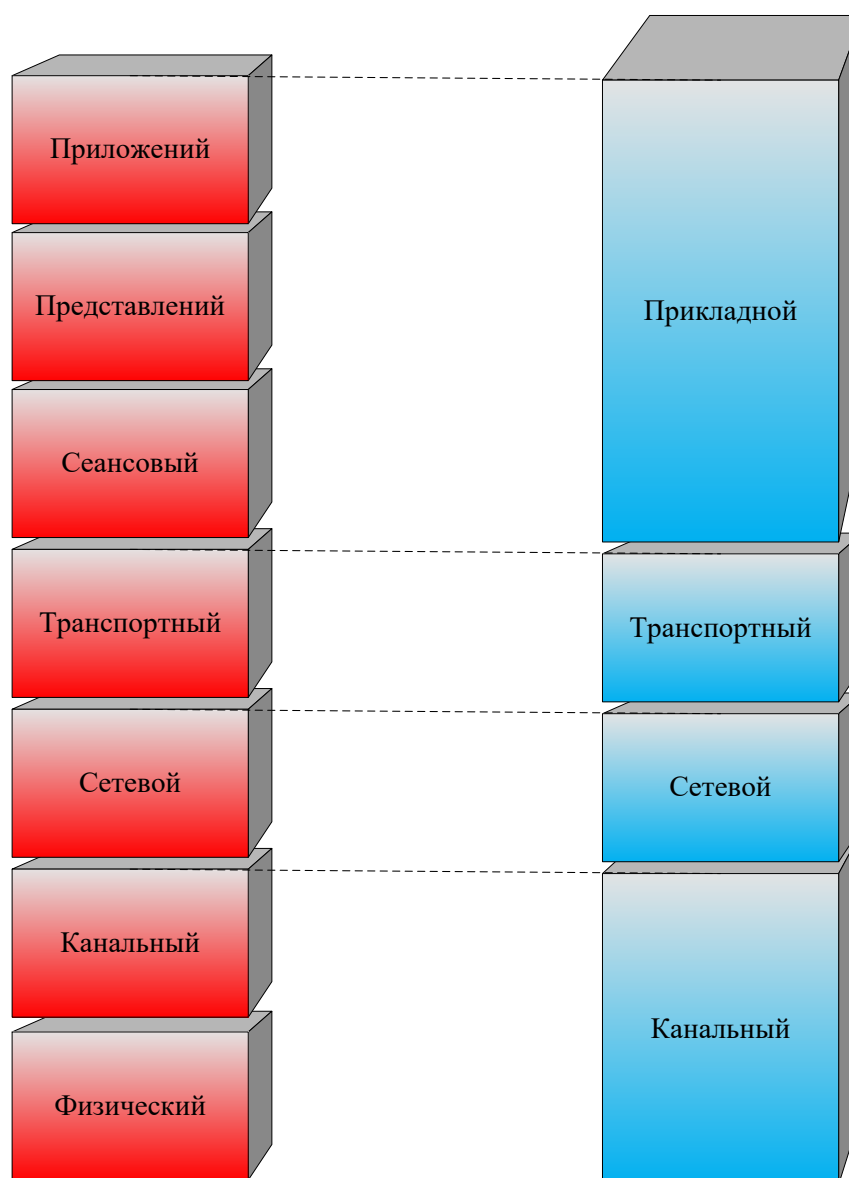 Приложений
Представлений
Сеансовый
Транспортный
Сетевой
Канальный
Физический
Прикладной
Транспортный
Сетевой
Канальный